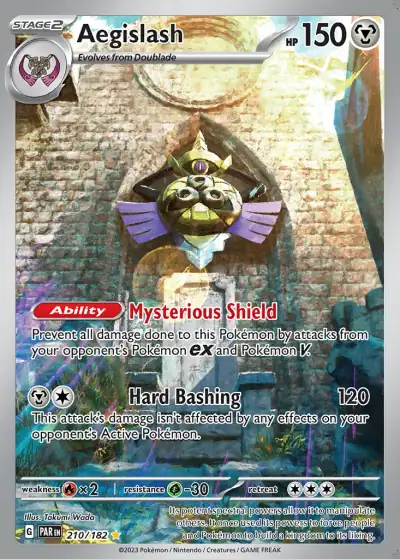 STAGE2
Aegislash
HP 150
Evolves from Doublade
Ability Mysterious Shield
Prevent all damage done to this Pokémon by attacks from
your opponent's Pokémon ex and Pokémon V.
Hard Bashing 120
This attack's damage isn't affected by any effects on your
opponent's Active Pokémon.
weakness ×2 resistance -30 retreat
Illus. Takumi Wada
G PAR EN 210/182
Its potent spectral powers allow it to manipulate
others. It once used its powers to force people
and Pokémon to build a kingdom to its liking.
©2023 Pokémon / Nintendo / Creatures / GAME FREAK